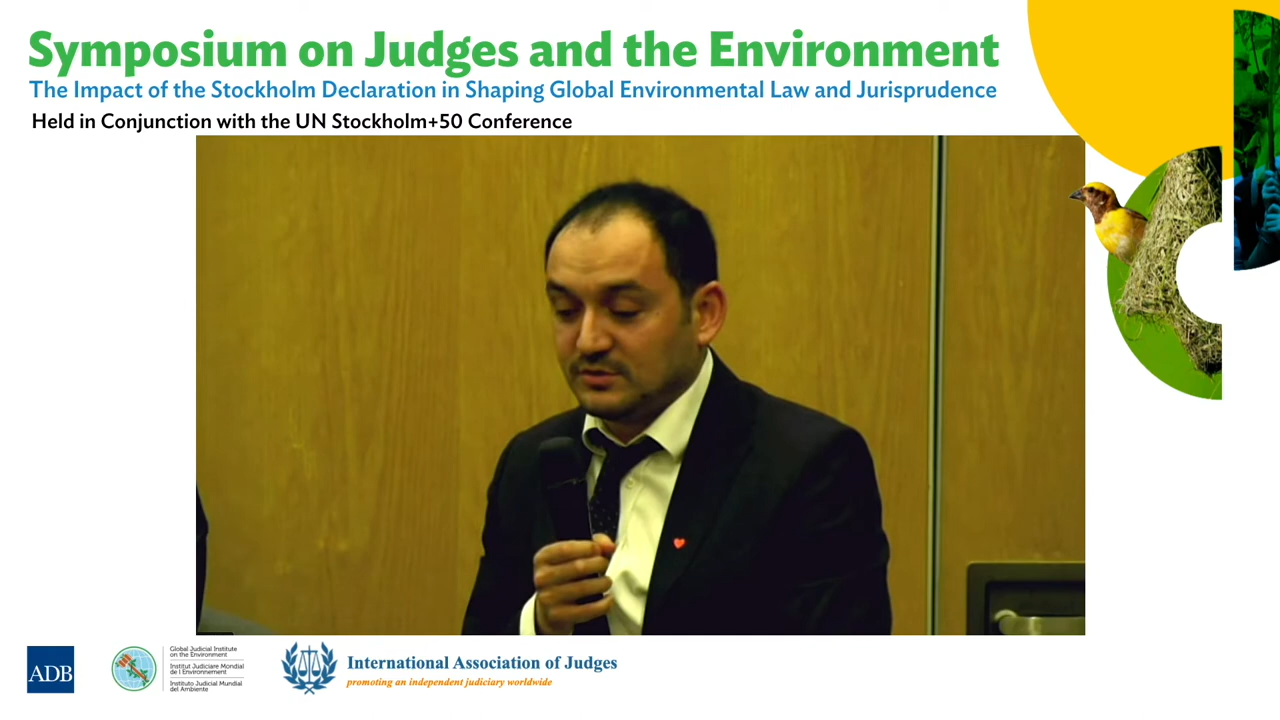 Symposium on Judges and the Environment
The Impact of the Stockholm Declaration in Shaping Global Environmental Law and Jurisprudence
Held in Conjunction with the UN Stockholm+50 Conference
ADB
Global Judicial Institute
on the Environment
Institut Judiciaire Mondial
de l Environnement
Instituto Judicial Mundial
del Ambiente
International Association of Judges
promoting an independent judiciary worldwide